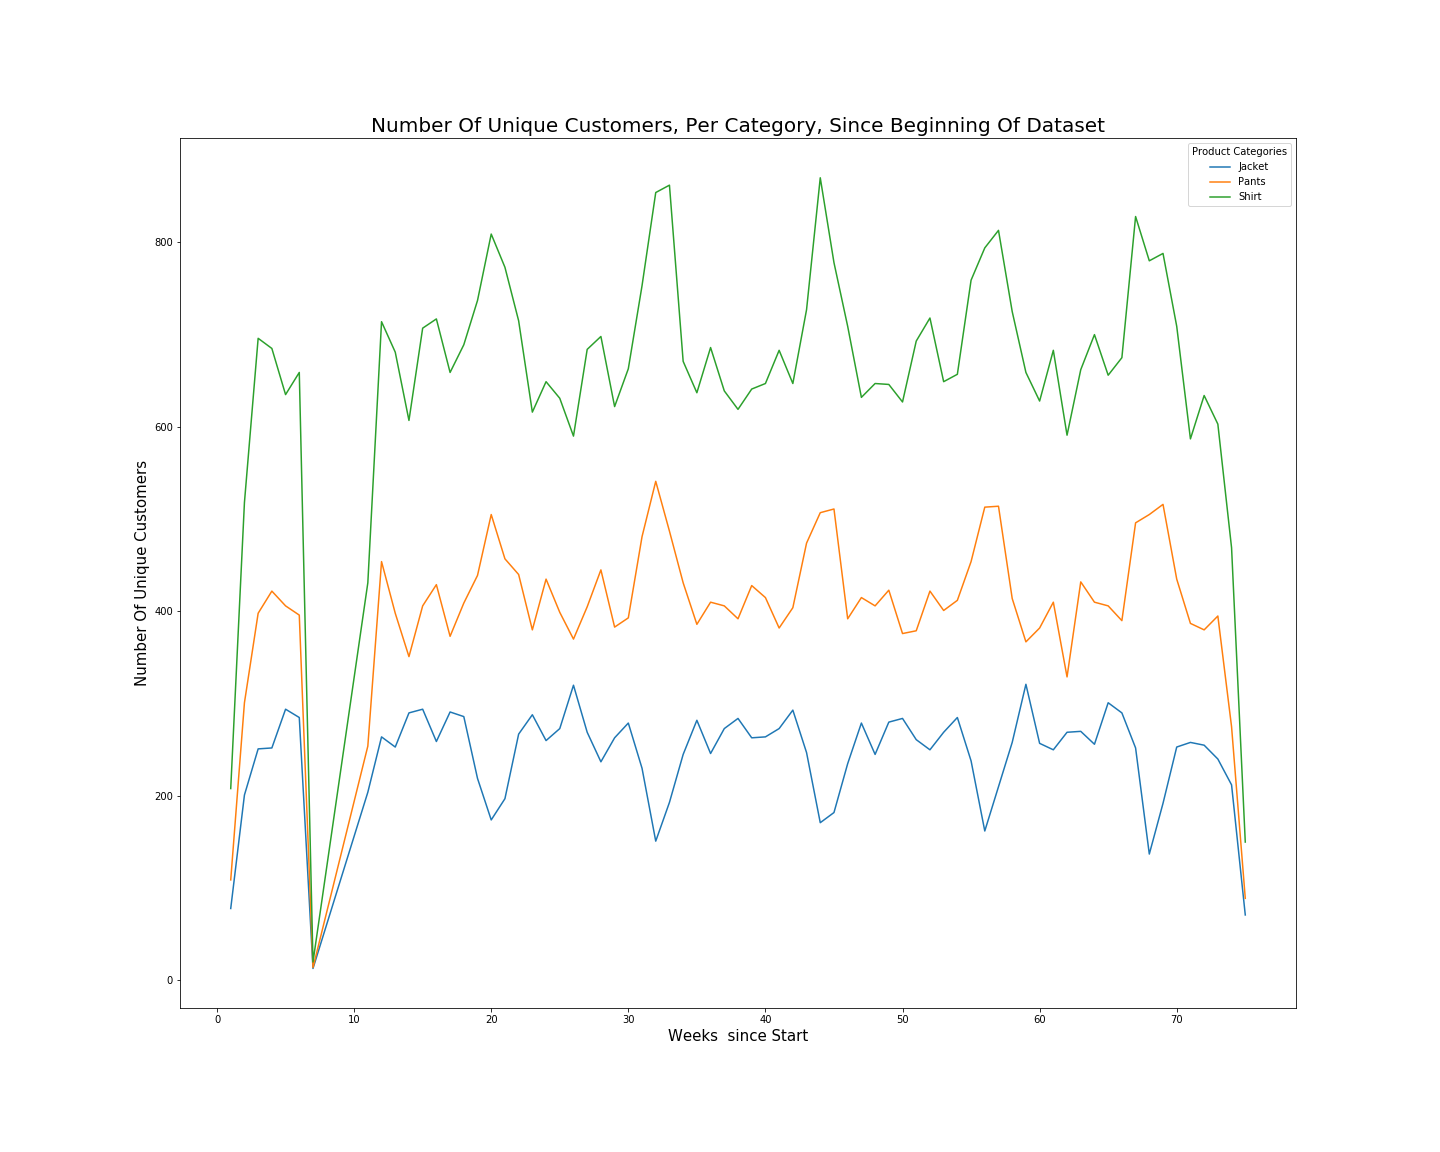 Number Of Unique Customers, Per Category, Since Beginning Of Dataset
Product Categories
Jacket
Pants
Shirt
Number Of Unique Customers
800
600
400
200
0
0 10 20 30 40 50 60 70
Weeks  since Start